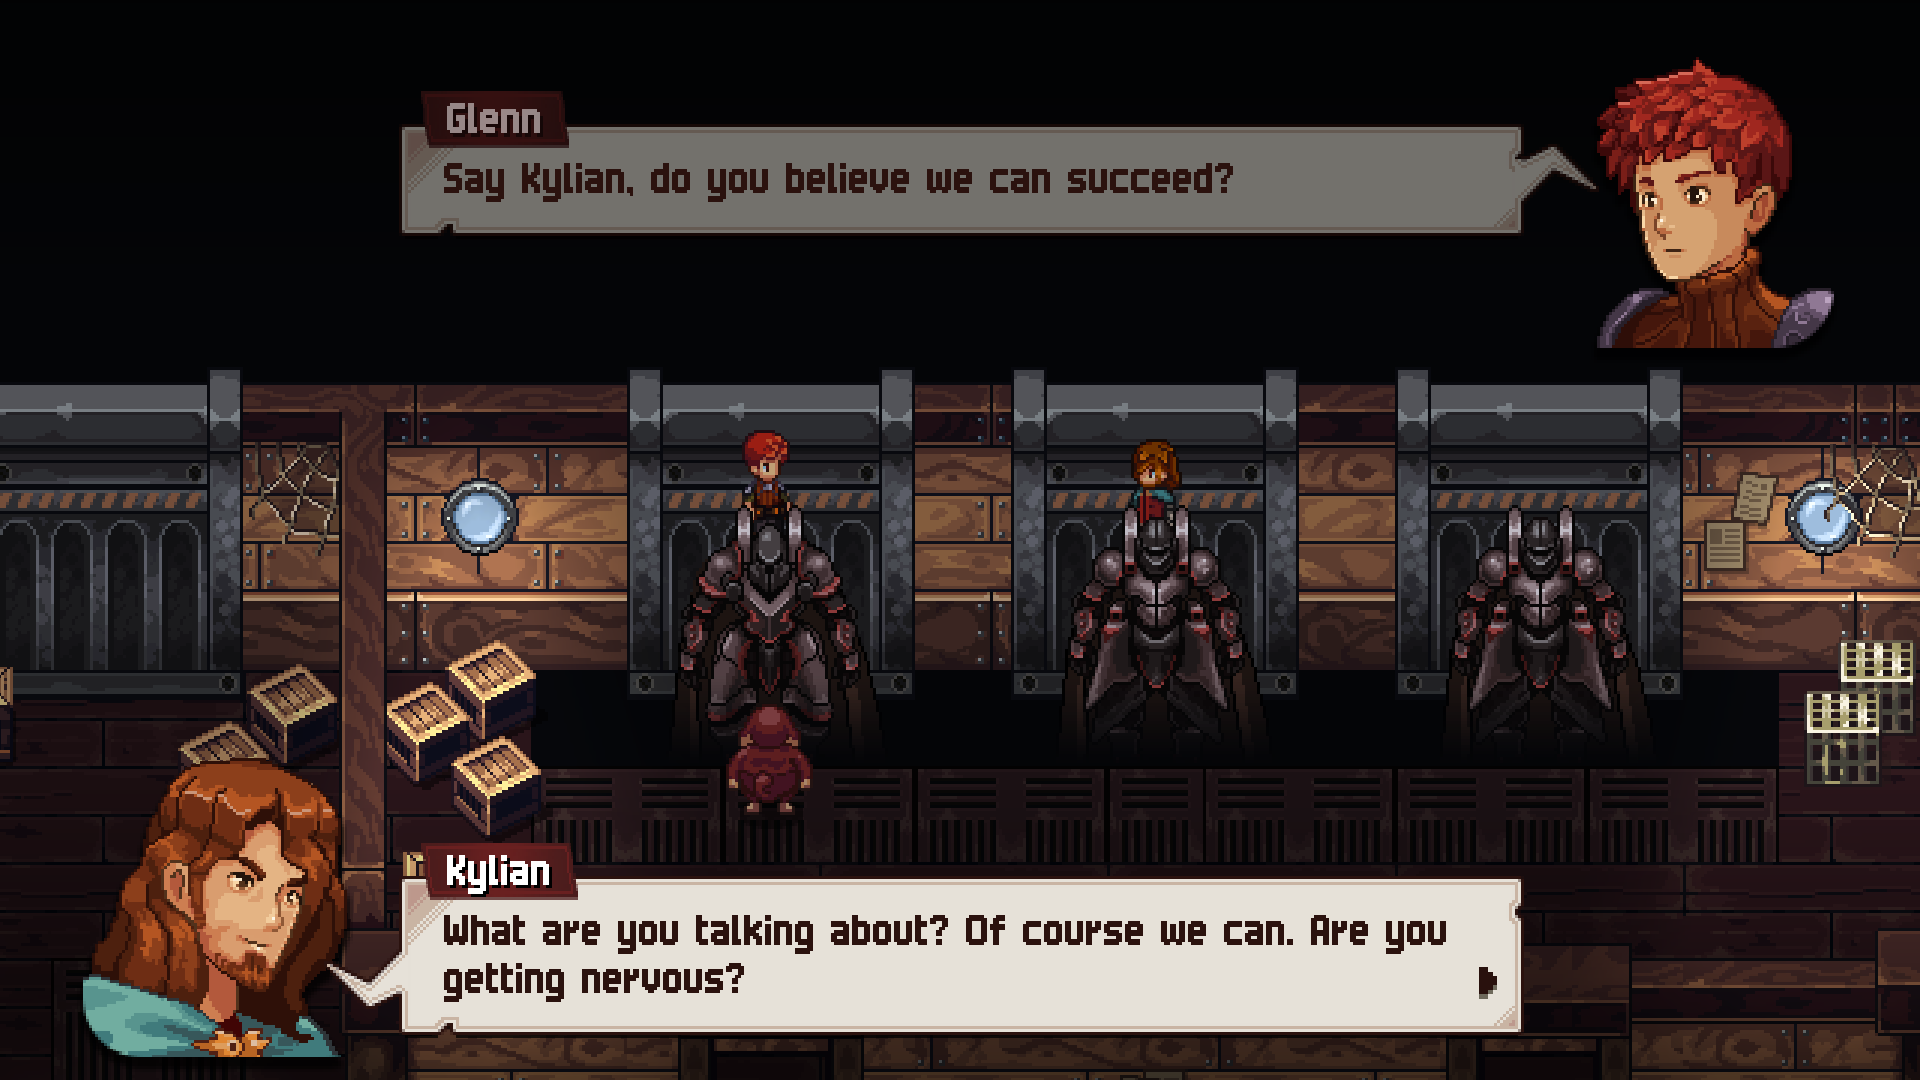 Glenn
Say Kylian, do you believe we can succeed?
Kylian
What are you talking about? Of course we can. Are you
getting nervous?